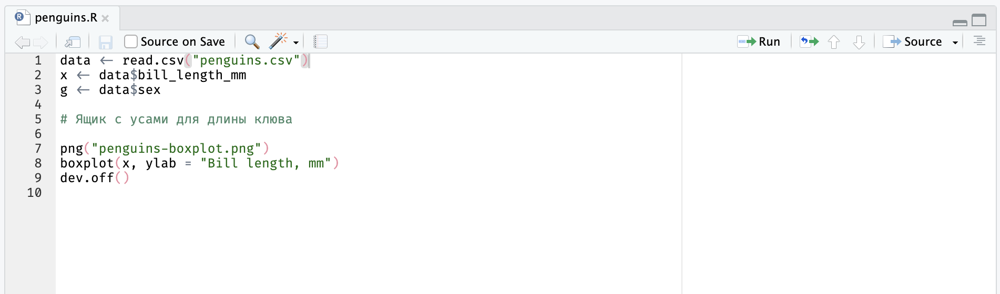 penguins.R
Source on Save
Run
Source
1 data <- read.csv("penguins.csv")
2 x <- data$bill_length_mm
3 g <- data$sex
4
5 # Ящик с усами для длины клюва
6
7 png("penguins-boxplot.png")
8 boxplot(x, ylab = "Bill length, mm")
9 dev.off()
10